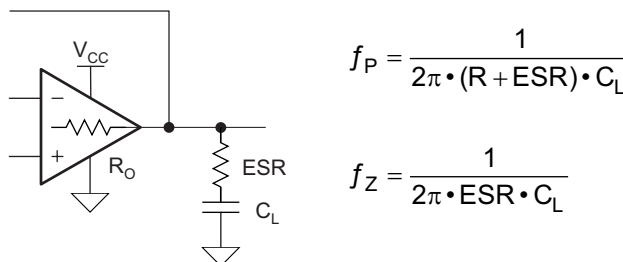 V_CC
−
+
R_O
ESR
C_L
f_P = 1 / (2π•(R+ESR)•C_L)
f_Z = 1 / (2π•ESR•C_L)